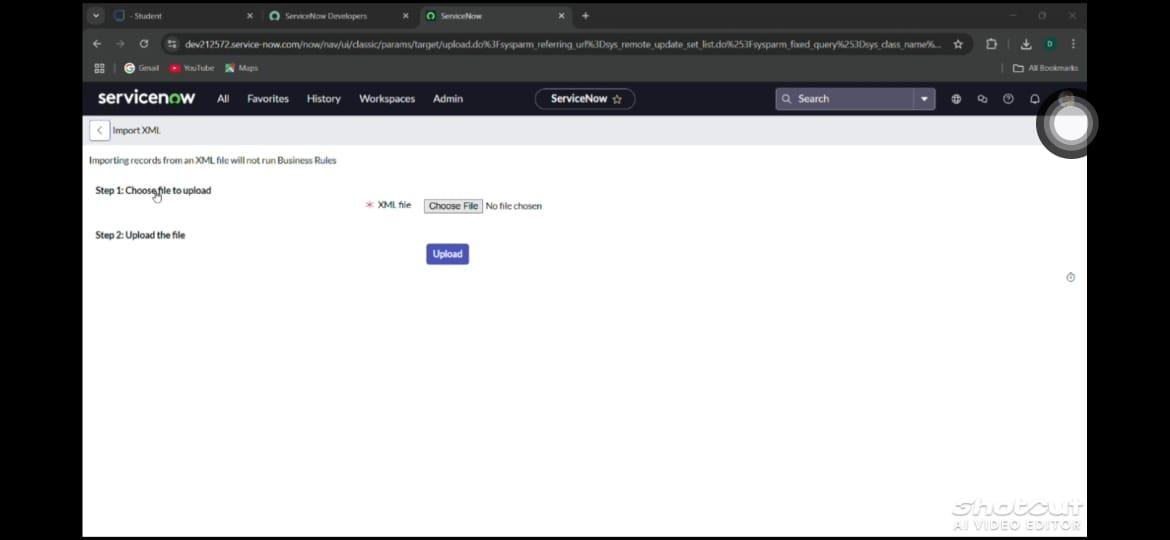 - Student
ServiceNow Developers
ServiceNow
dev212572.service-now.com/now/nav/ui/classic/params/target/upload.do%3Fsysparm_referring_url%3Dsys_remote_update_set_list.do%253Fsysparm_fixed_query%253Dsys_class_name%...
D
Gmail YouTube Maps All Bookmarks
servicenow All Favorites History Workspaces Admin ServiceNow Search
Import XML
Importing records from an XML file will not run Business Rules
Step 1: Choose file to upload
* XML file Choose File No file chosen
Step 2: Upload the file
Upload
Shotcut
AI VIDEO EDITOR